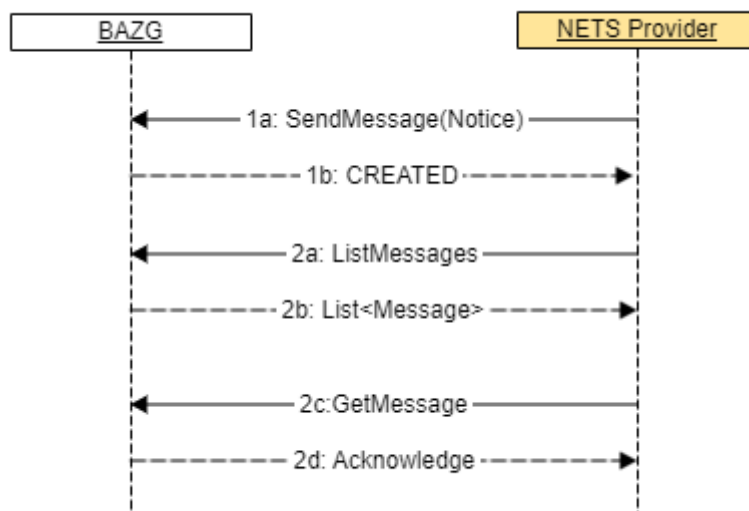 BAZG
NETS Provider
1a: SendMessage(Notice)
1b: CREATED
2a: ListMessages
2b: List<Message>
2c:GetMessage
2d: Acknowledge